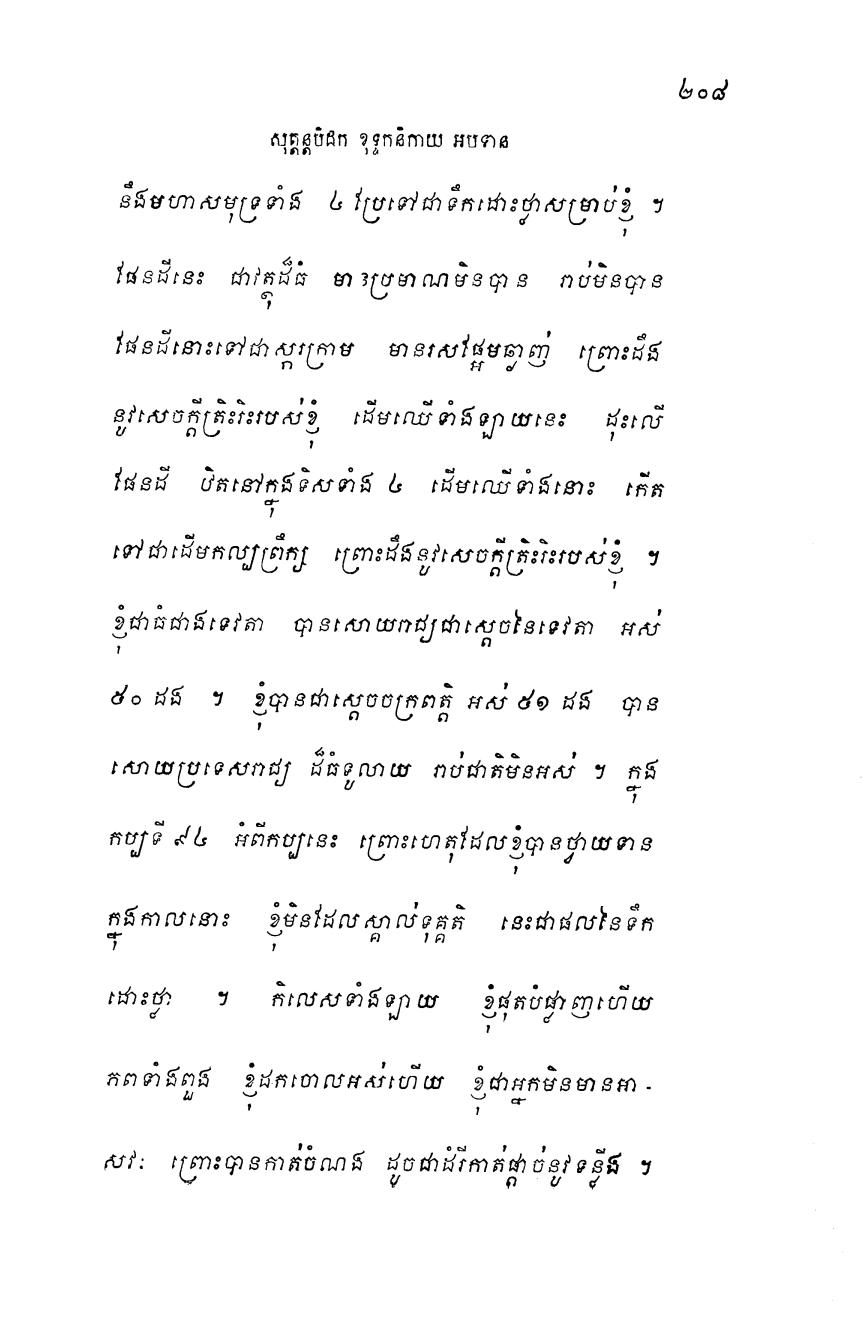 ២០៨
សុត្តន្តបិដក ខុទ្ទកនិកាយ អបទាន
នឹងមហាសមុទ្រទាំង ៤ ប្រែទៅជាទឹកដោះថ្លាសម្រាប់ខ្ញុំ ។
ផែនដីនេះ ជាវត្ថុដ៏ធំ មានប្រមាណមិនបាន រាប់មិនបាន
ផែនដីនោះទៅជាស្ករក្រាម មានរសផ្អែមឆ្ងាញ់ ព្រោះដឹង
នូវសេចក្តីត្រិះរិះរបស់ខ្ញុំ ដើមឈើទាំងឡាយនេះ ដុះលើ
ផែនដី ឋិតនៅក្នុងទិសទាំង ៤ ដើមឈើទាំងនោះ កើត
ទៅជាដើមកល្បព្រឹក្ស ព្រោះដឹងនូវសេចក្តីត្រិះរិះរបស់ខ្ញុំ ។
ខ្ញុំជាធំជាងទេវតា បានសោយរាជ្យជាស្តេចនៃទេវតា អស់
៥០ ដង ។ ខ្ញុំបានជាស្តេចចក្រពត្តិ អស់ ៥១ ដង បាន
សោយប្រទេសរាជ្យ ដ៏ធំទូលាយ រាប់ជាតិមិនអស់ ។ ក្នុង
កប្បទី ៩៤ អំពីកប្បនេះ ព្រោះហេតុដែលខ្ញុំបានថ្វាយទាន
ក្នុងកាលនោះ ខ្ញុំមិនដែលស្គាល់ទុគ្គតិ នេះជាផលនៃទឹក
ដោះថ្លា ។ កិលេសទាំងឡាយ ខ្ញុំដុតបំផ្លាញហើយ
ភពទាំងពួង ខ្ញុំដកចោលអស់ហើយ ខ្ញុំជាអ្នកមិនមានអា-
សវៈ ព្រោះបានកាត់ចំណង ដូចជាដំរីកាត់ផ្តាច់នូវទន្លីង ។